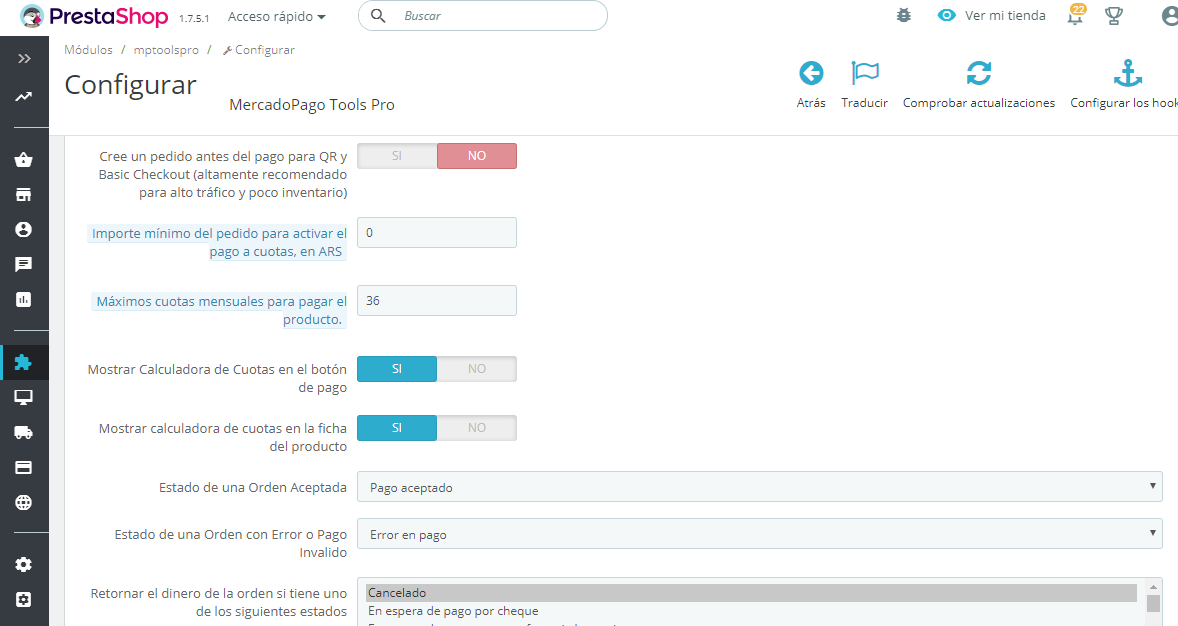 PrestaShop 1.7.5.1 Acceso rápido Buscar Ver mi tienda 22
Módulos / mptoolspro / Configurar
Configurar
MercadoPago Tools Pro
Atrás Traducir Comprobar actualizaciones Configurar los hook
Cree un pedido antes del pago para QR y
Basic Checkout (altamente recomendado
para alto tráfico y poco inventario)
SI NO
Importe mínimo del pedido para activar el
pago a cuotas, en ARS
0
Máximos cuotas mensuales para pagar el
producto.
36
Mostrar Calculadora de Cuotas en el botón
de pago
SI NO
Mostrar calculadora de cuotas en la ficha
del producto
SI NO
Estado de una Orden Aceptada
Pago aceptado
Estado de una Orden con Error o Pago
Invalido
Error en pago
Retornar el dinero de la orden si tiene uno
de los siguientes estados
Cancelado
En espera de pago por cheque